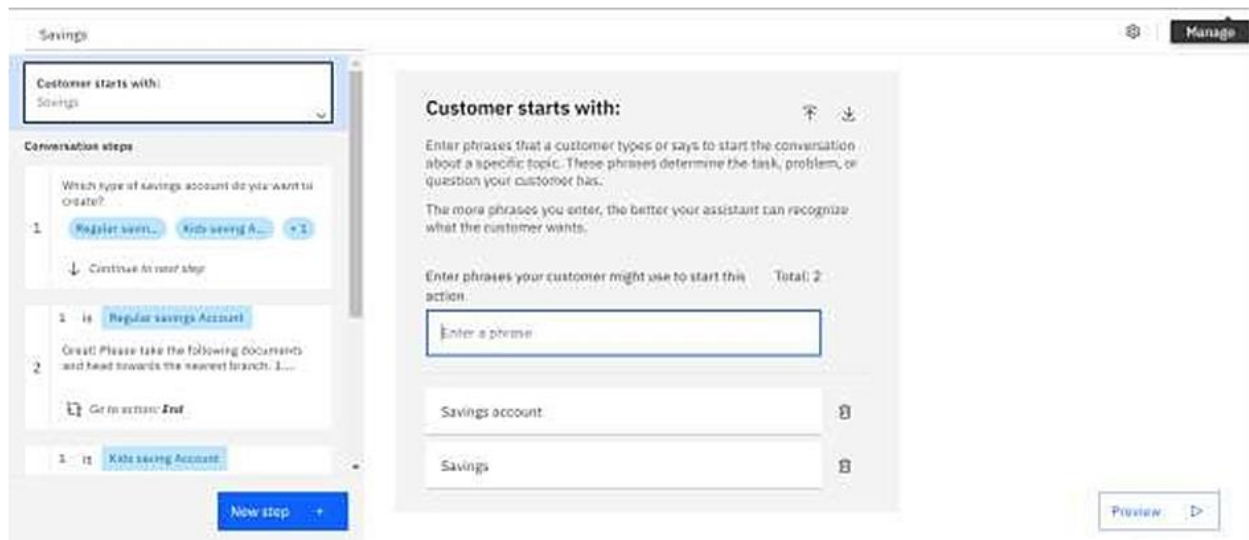 Savings
Manage
Customer starts with:
Savings
Conversation steps
1
Which type of savings account do you want to
create?
Regular savin...
Kids saving A...
+ 1
Continue to next step
2
1 is Regular savings Account
Great! Please take the following documents
and head towards the nearest branch. 1....
Go to action: End
1 is Kids saving Account
New step +
Customer starts with:
Enter phrases that a customer types or says to start the conversation
about a specific topic. These phrases determine the task, problem, or
question your customer has.
The more phrases you enter, the better your assistant can recognize
what the customer wants.
Enter phrases your customer might use to start this
action
Total: 2
Enter a phrase
Savings account
Savings
Preview